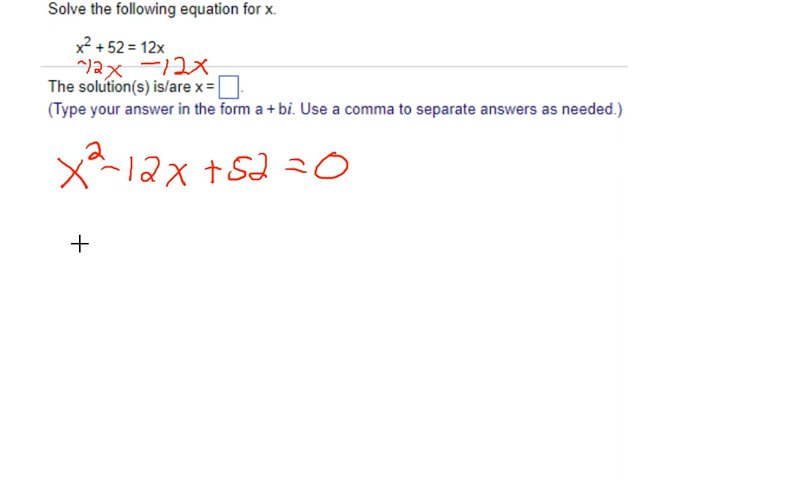 Solve the following equation for x.
x² + 52 = 12x
-12x -12x
The solution(s) is/are x = .
(Type your answer in the form a + bi. Use a comma to separate answers as needed.)
x² - 12x + 52 = 0